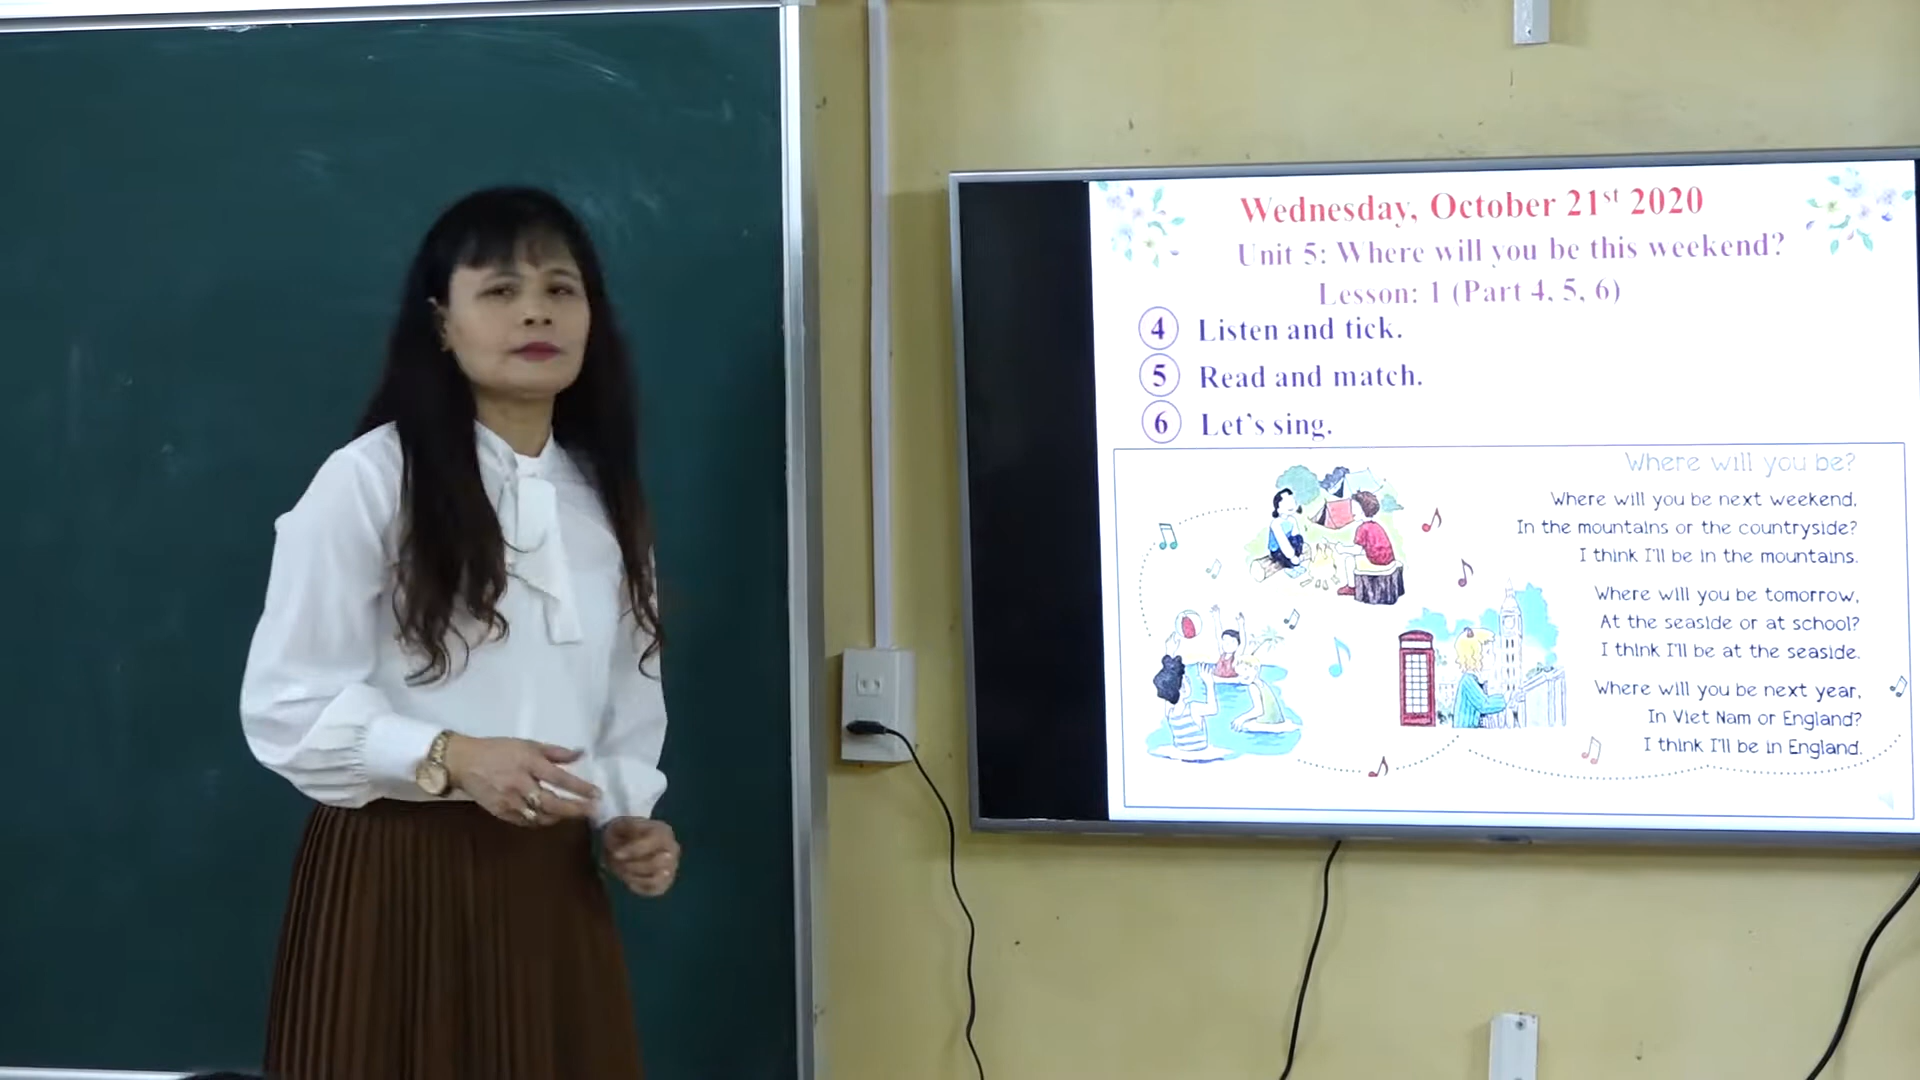 Wednesday, October 21st 2020
Unit 5: Where will you be this weekend?
Lesson: 1 (Part 4, 5, 6)
4 Listen and tick.
5 Read and match.
6 Let's sing.
Where will you be?
Where will you be next weekend,
In the mountains or the countryside?
I think I'll be in the mountains.
Where will you be tomorrow,
At the seaside or at school?
I think I'll be at the seaside.
Where will you be next year,
In Viet Nam or England?
I think I'll be in England.